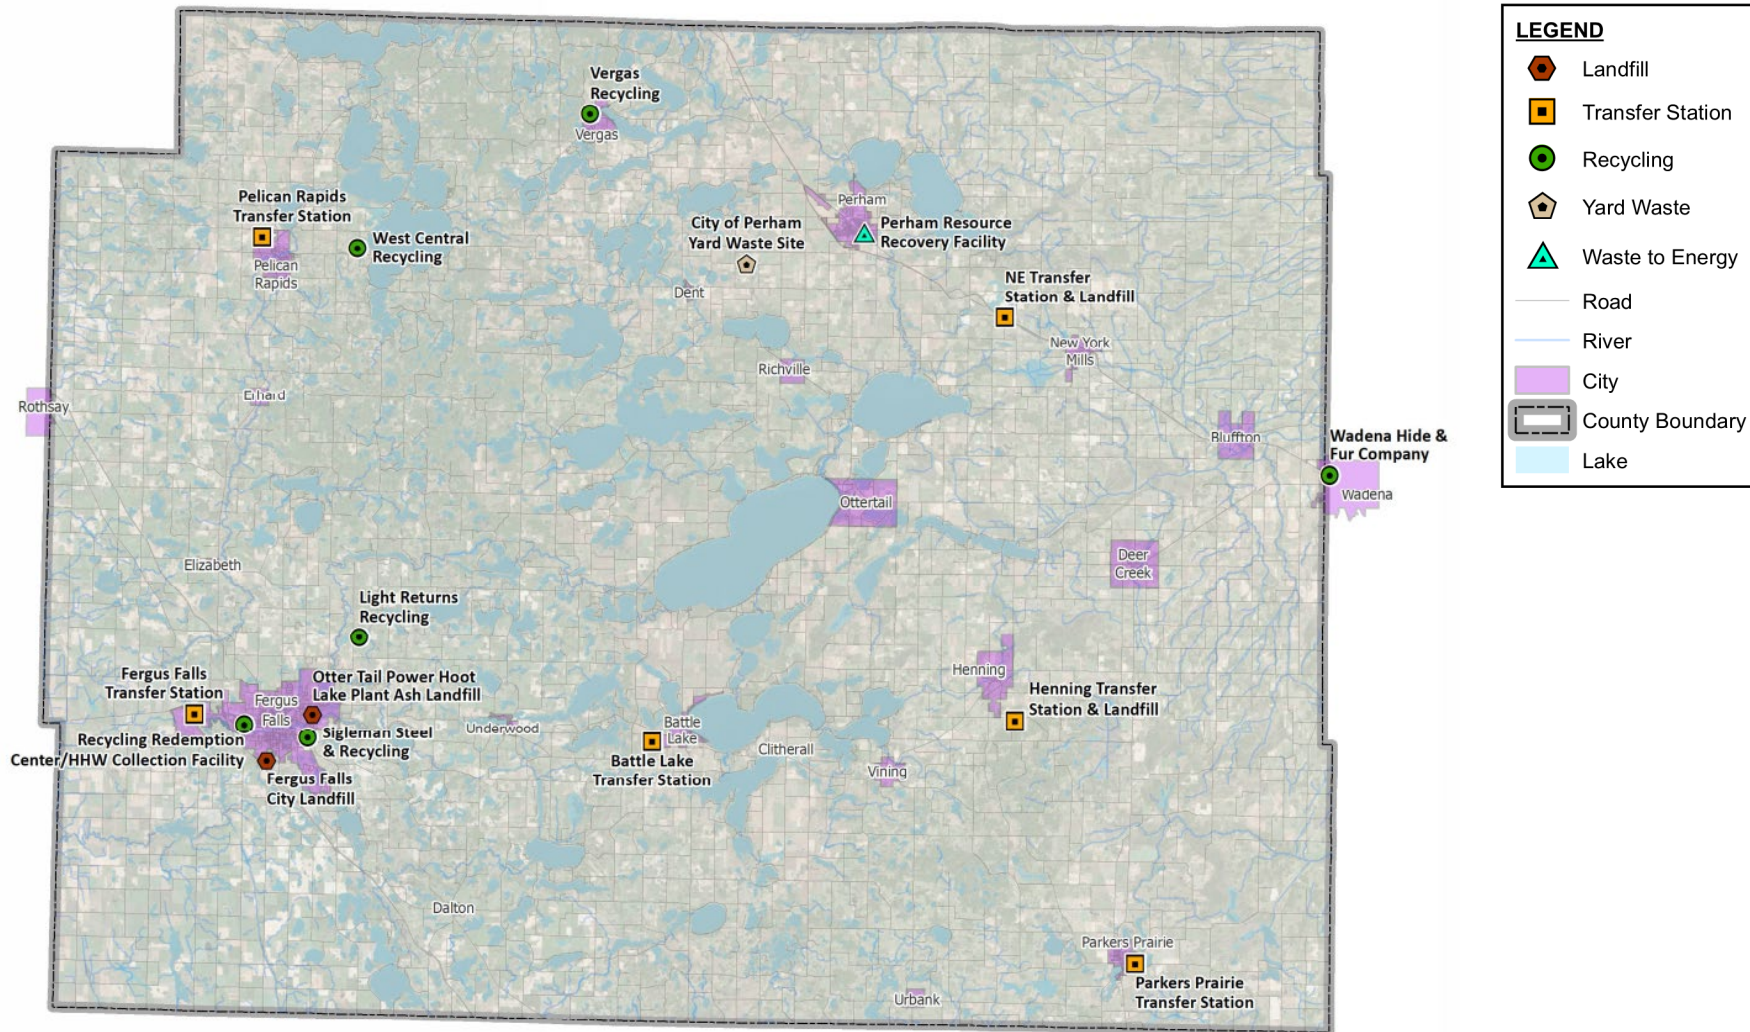 Vergas
Recycling
Vergas
Pelican Rapids
Transfer Station
West Central
Recycling
Pelican
Rapids
Perham
City of Perham
Yard Waste Site
Perham Resource
Recovery Facility
Dent
NE Transfer
Station & Landfill
New York
Mills
Richville
Erhard
Rothsay
Bluffton
Wadena Hide &
Fur Company
Wadena
Ottertail
Deer
Creek
Elizabeth
Light Returns
Recycling
Fergus Falls
Transfer Station
Otter Tail Power Hoot
Lake Plant Ash Landfill
Fergus
Falls
Recycling Redemption
Center/HHW Collection Facility
Sigleman Steel
& Recycling
Fergus Falls
City Landfill
Underwood
Battle
Lake
Battle Lake
Transfer Station
Clitherall
Henning
Henning Transfer
Station & Landfill
Vining
Dalton
Parkers Prairie
Parkers Prairie
Transfer Station
Urbank
LEGEND
Landfill
Transfer Station
Recycling
Yard Waste
Waste to Energy
Road
River
City
County Boundary
Lake